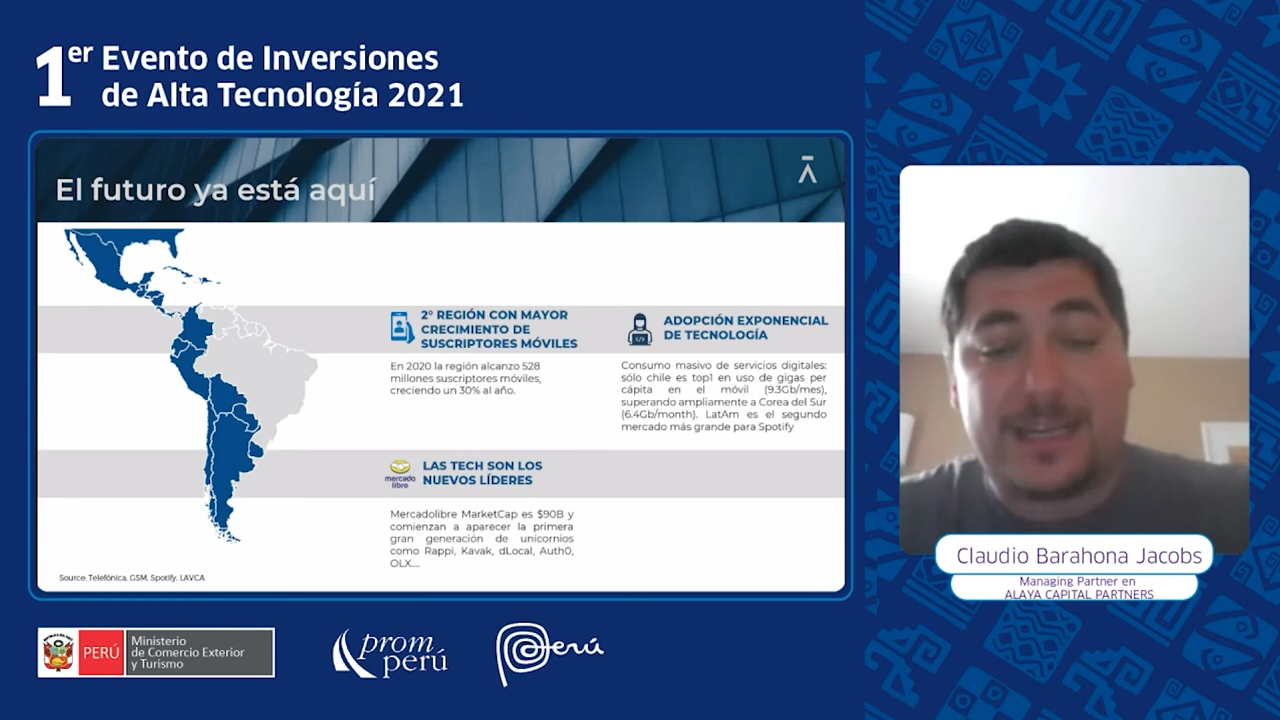 1er Evento de Inversiones
de Alta Tecnología 2021
El futuro ya está aquí
2° REGIÓN CON MAYOR
CRECIMIENTO DE
SUSCRIPTORES MÓVILES
En 2020 la región alcanzo 528
millones suscriptores móviles,
creciendo un 30% al año.
ADOPCIÓN EXPONENCIAL
DE TECNOLOGÍA
Consumo masivo de servicios digitales:
sólo chile es top1 en uso de gigas per
cápita en el móvil (9.3Gb/mes),
superando ampliamente a Corea del Sur
(6.4Gb/month). LatAm es el segundo
mercado más grande para Spotify
mercado
libre
LAS TECH SON LOS
NUEVOS LÍDERES
Mercadolibre MarketCap es $90B y
comienzan a aparecer la primera
gran generación de unicornios
como Rappi, Kavak, dLocal, Auth0,
OLX....
Source: Telefónica, GSM, Spotify, LAVCA
Claudio Barahona Jacobs
Managing Partner en
ALAYA CAPITAL PARTNERS
PERÚ
Ministerio
de Comercio Exterior
y Turismo
prom
perú
Perú